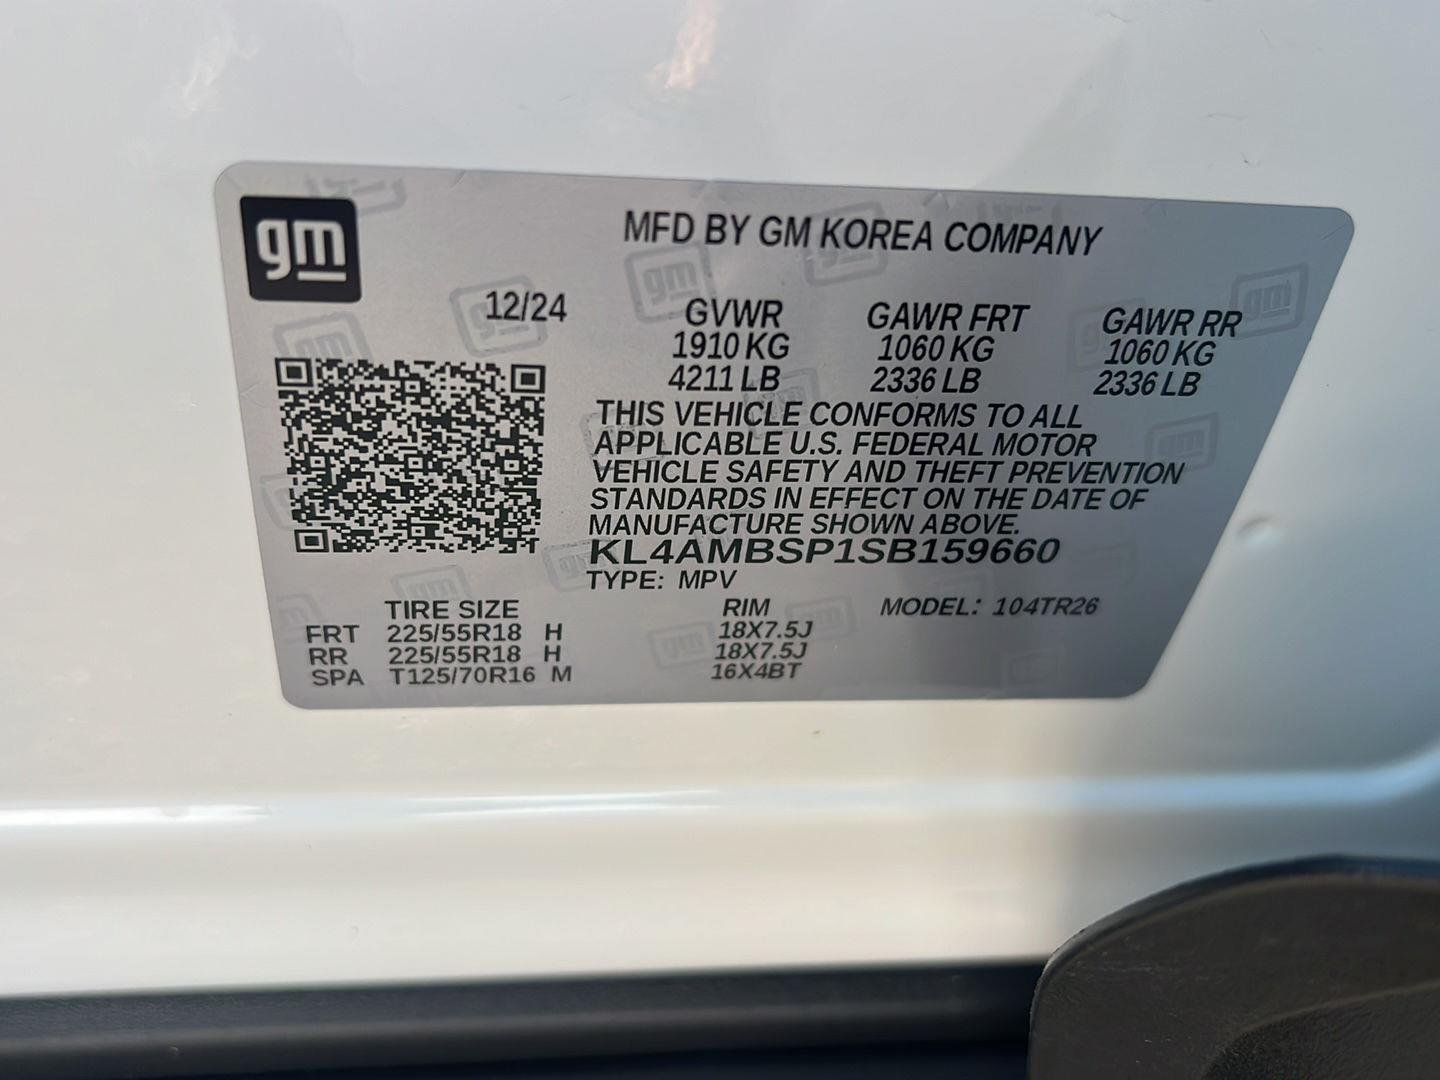 gm
MFD BY GM KOREA COMPANY
12/24 GVWR GAWR FRT GAWR RR
1910 KG 1060 KG 1060 KG
4211 LB 2336 LB 2336 LB
THIS VEHICLE CONFORMS TO ALL
APPLICABLE U.S. FEDERAL MOTOR
VEHICLE SAFETY AND THEFT PREVENTION
STANDARDS IN EFFECT ON THE DATE OF
MANUFACTURE SHOWN ABOVE.
KL4AMBSP1SB159660
TYPE: MPV
TIRE SIZE RIM MODEL: 104TR26
FRT 225/55R18 H 18X7.5J
RR 225/55R18 H 18X7.5J
SPA T125/70R16 M 16X4BT